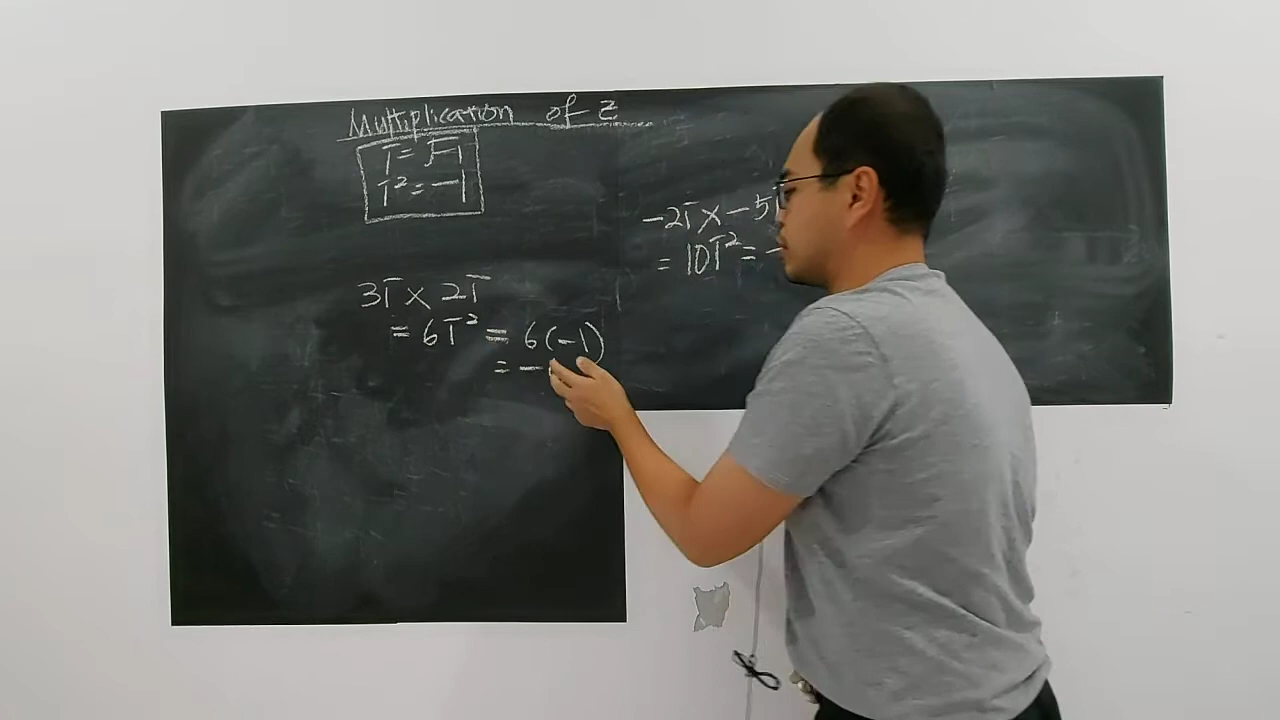 Multiplication of z
i = √-1
i² = -1
3i × 2i
= 6i² = 6(-1)
= -
-2i × -5i
= 10i² = -